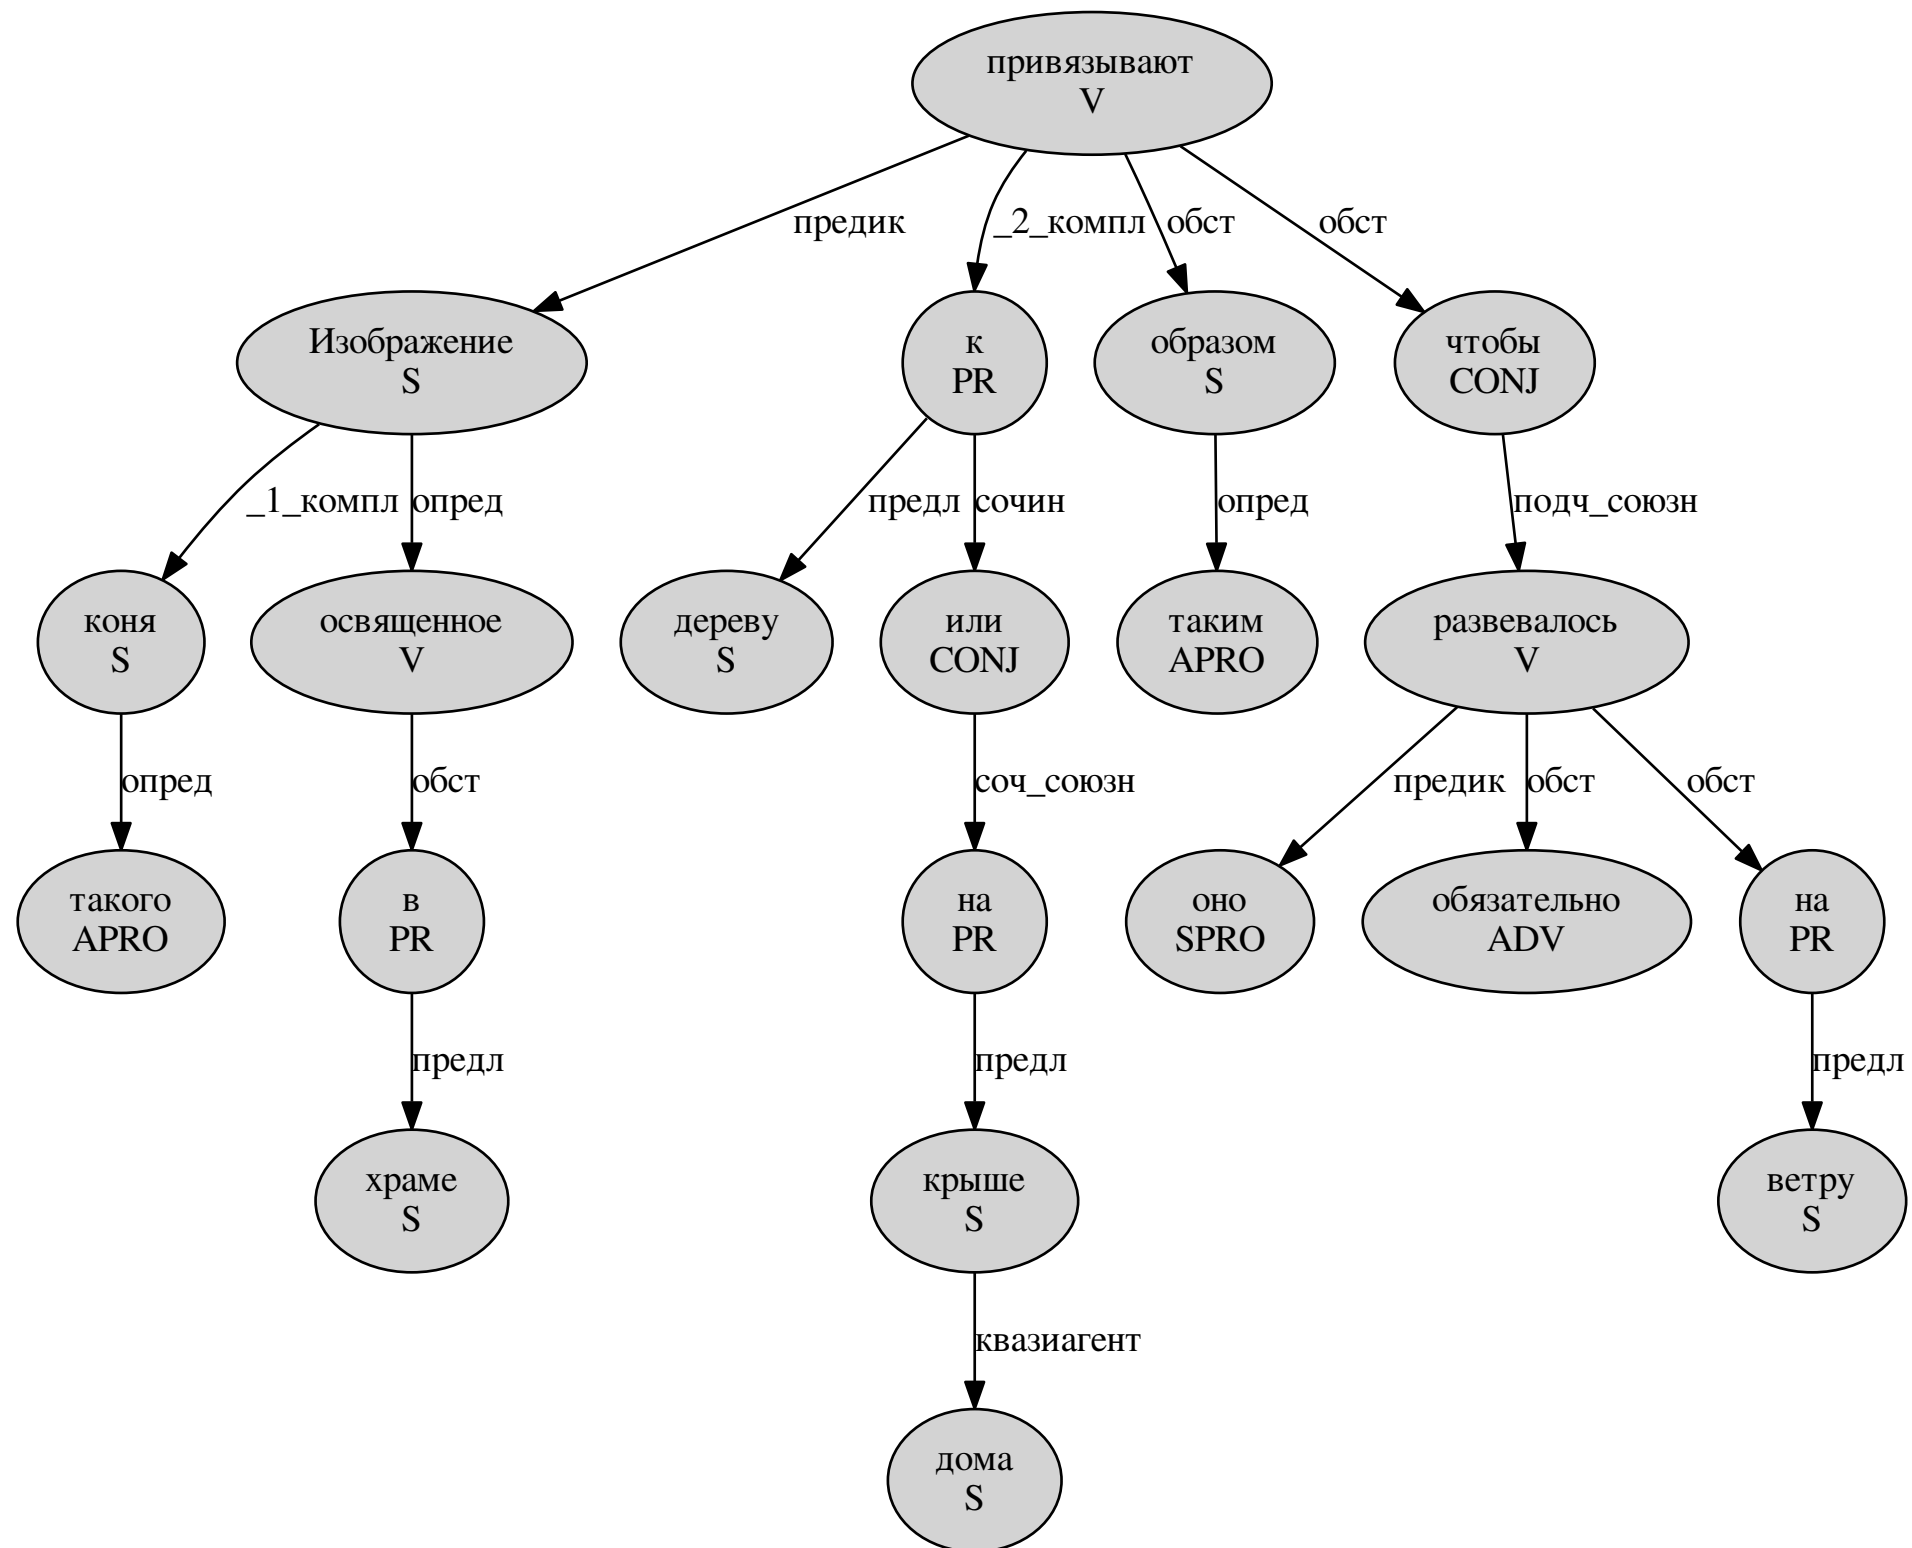 привязывают
V
предик
_2_компл
обст
обст
Изображение
S
к
PR
образом
S
чтобы
CONJ
_1_компл
опред
предл
сочин
опред
подч_союзн
коня
S
освященное
V
дереву
S
или
CONJ
таким
APRO
развевалось
V
опред
обст
соч_союзн
предик
обст
обст
такого
APRO
в
PR
на
PR
оно
SPRO
обязательно
ADV
на
PR
предл
предл
предл
храме
S
крыше
S
ветру
S
квазиагент
дома
S